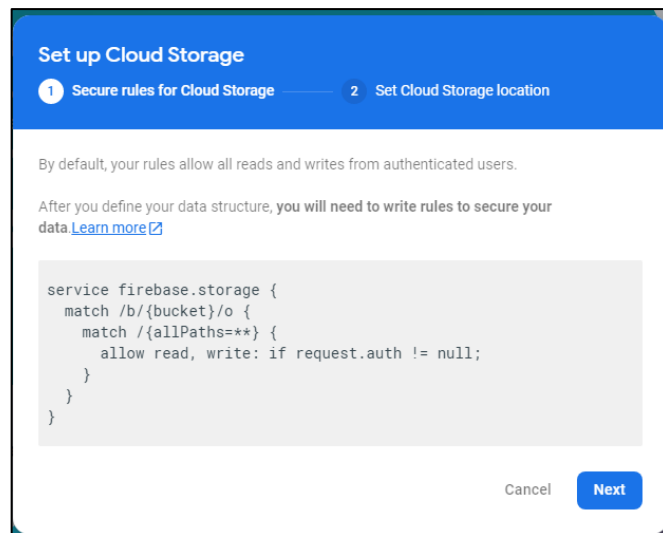 Set up Cloud Storage
1 Secure rules for Cloud Storage 2 Set Cloud Storage location
By default, your rules allow all reads and writes from authenticated users.
After you define your data structure, you will need to write rules to secure your
data.Learn more
service firebase.storage {
  match /b/{bucket}/o {
    match /{allPaths=**} {
      allow read, write: if request.auth != null;
    }
  }
}
Cancel Next